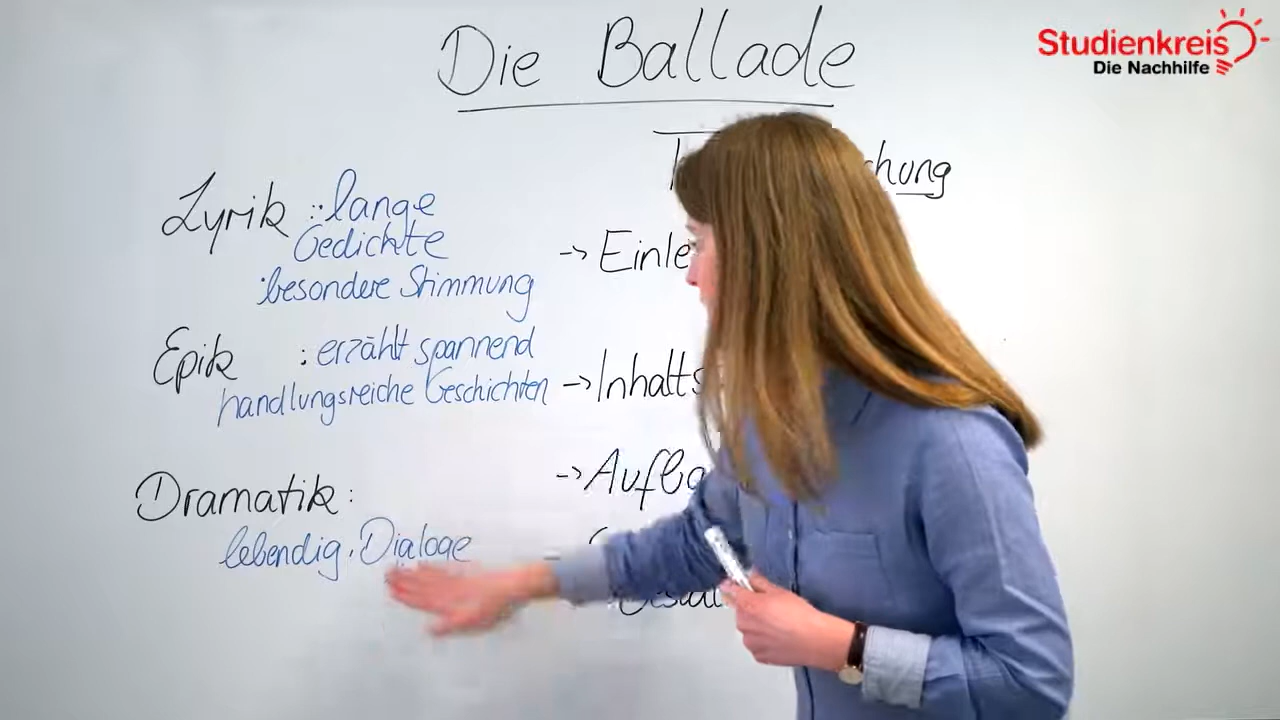 Die Ballade
Studienkreis
Die Nachhilfe
Lyrik : ·lange
Gedichte
·besondere Stimmung
Epik : erzählt spannend
handlungsreiche Geschichten
Dramatik:
lebendig, Dialoge
-> Einle
-> Inhalts
-> Aufba